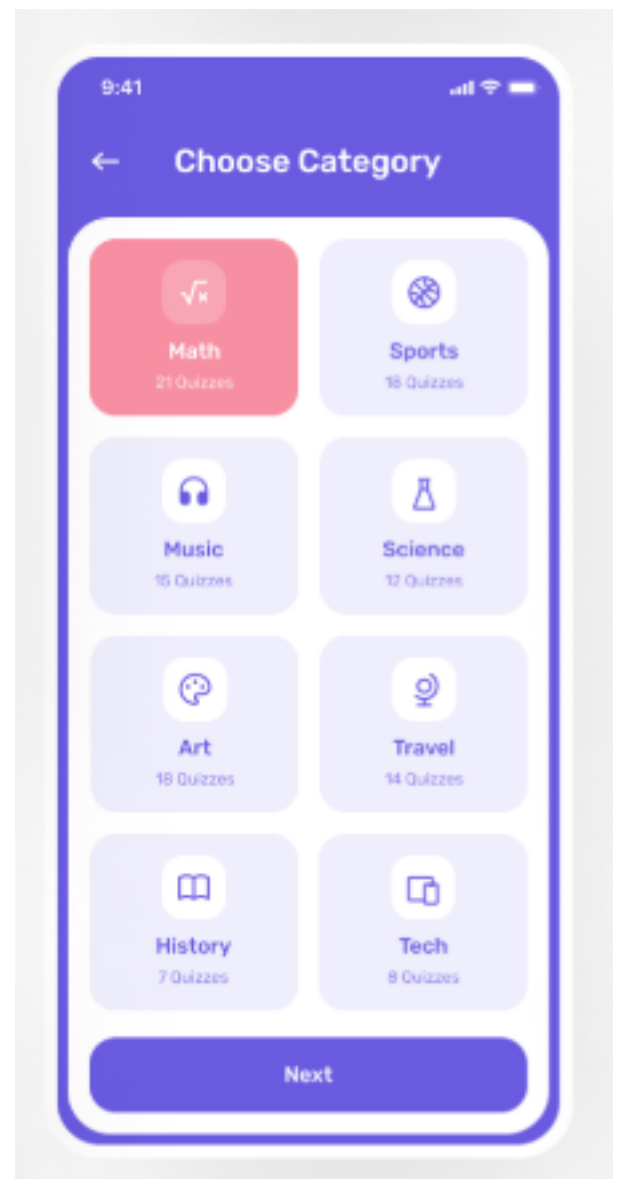 9:41
Choose Category
Math
21 Quizzes
Sports
18 Quizzes
Music
15 Quizzes
Science
12 Quizzes
Art
18 Quizzes
Travel
14 Quizzes
History
7 Quizzes
Tech
8 Quizzes
Next